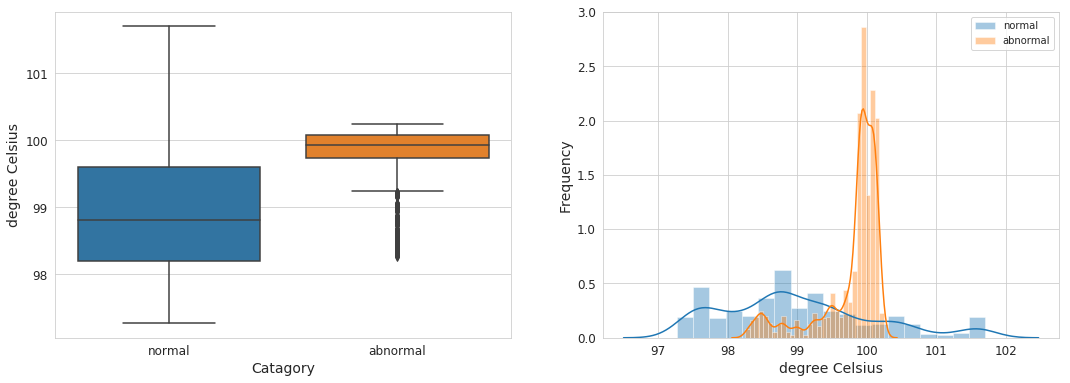 101
100
99
98
degree Celsius
normal
abnormal
Catagory
3.0
2.5
2.0
1.5
1.0
0.5
0.0
Frequency
normal
abnormal
97
98
99
100
101
102
degree Celsius